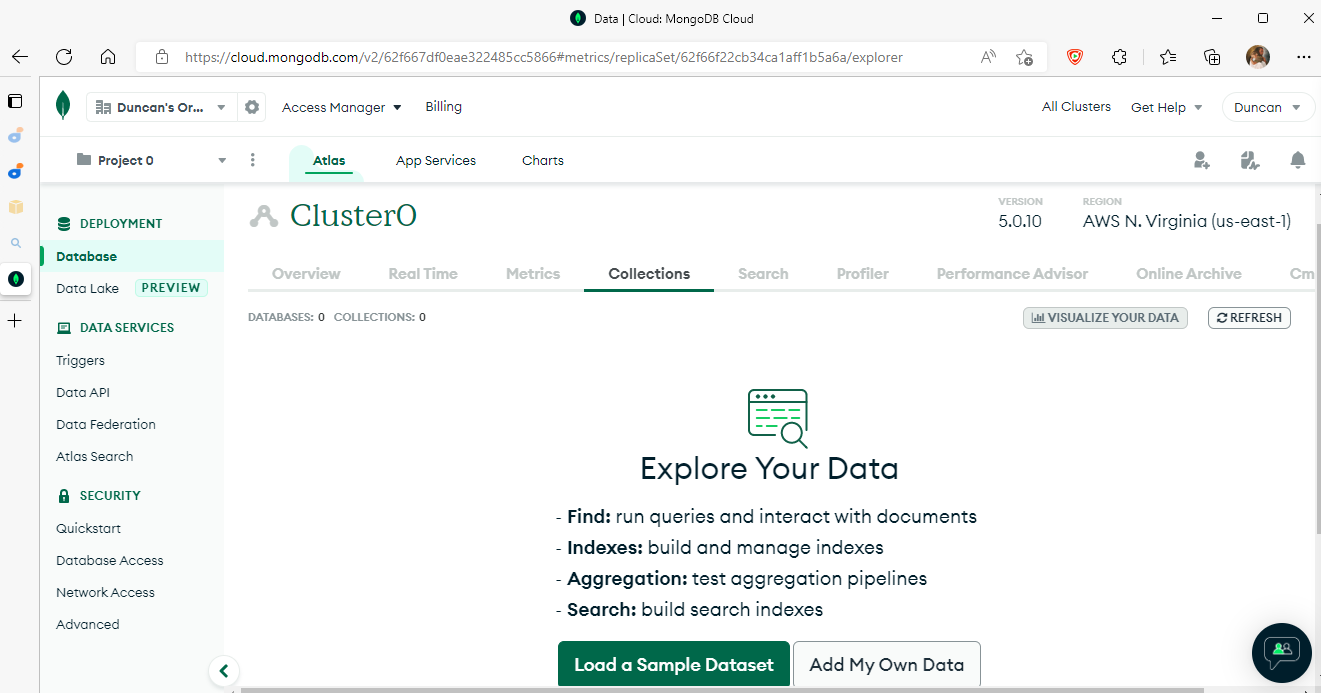 Data | Cloud: MongoDB Cloud
https://cloud.mongodb.com/v2/62f667df0eae322485cc5866#metrics/replicaSet/62f66f22cb34ca1aff1b5a6a/explorer
Duncan's Or...
Access Manager
Billing
All Clusters
Get Help
Duncan
Project 0
Atlas
App Services
Charts
DEPLOYMENT
Database
Data Lake PREVIEW
DATA SERVICES
Triggers
Data API
Data Federation
Atlas Search
SECURITY
Quickstart
Database Access
Network Access
Advanced
Cluster0
VERSION
5.0.10
REGION
AWS N. Virginia (us-east-1)
Overview
Real Time
Metrics
Collections
Search
Profiler
Performance Advisor
Online Archive
Cm
DATABASES: 0 COLLECTIONS: 0
VISUALIZE YOUR DATA
REFRESH
Explore Your Data
- Find: run queries and interact with documents
- Indexes: build and manage indexes
- Aggregation: test aggregation pipelines
- Search: build search indexes
Load a Sample Dataset
Add My Own Data